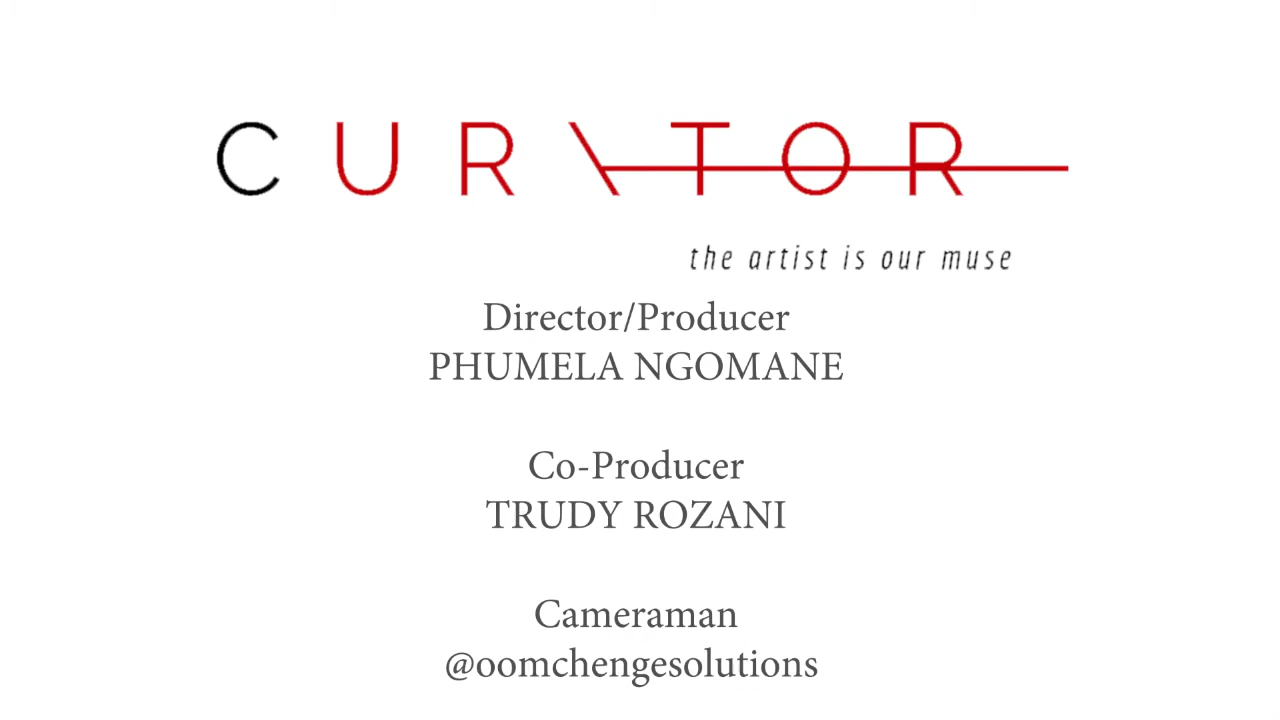 CURATOR
the artist is our muse
Director/Producer
PHUMELA NGOMANE
Co-Producer
TRUDY ROZANI
Cameraman
@oomchengesolutions